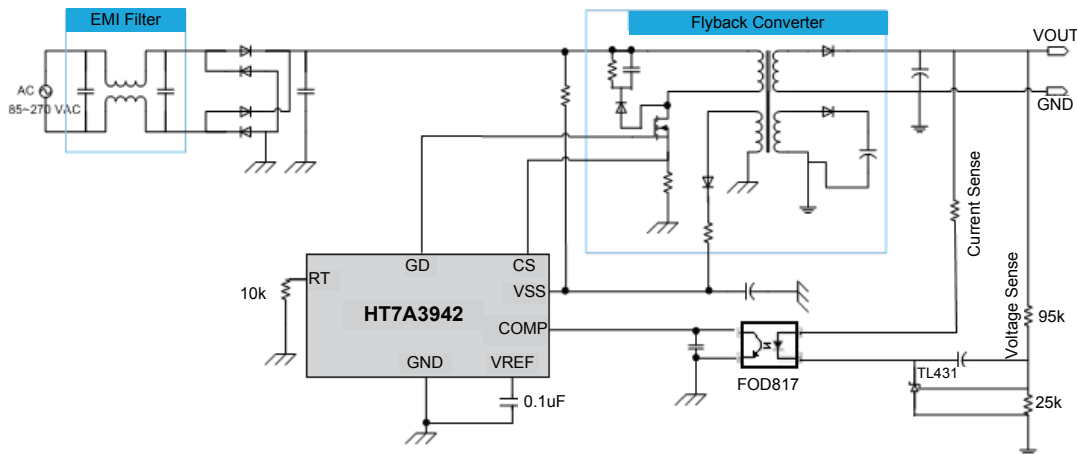 EMI Filter
Flyback Converter
VOUT
AC
85~270 VAC
GND
Current Sense
Voltage Sense
GD
CS
RT
10k
VSS
HT7A3942
COMP
95k
GND
VREF
FOD817
TL431
0.1uF
25k